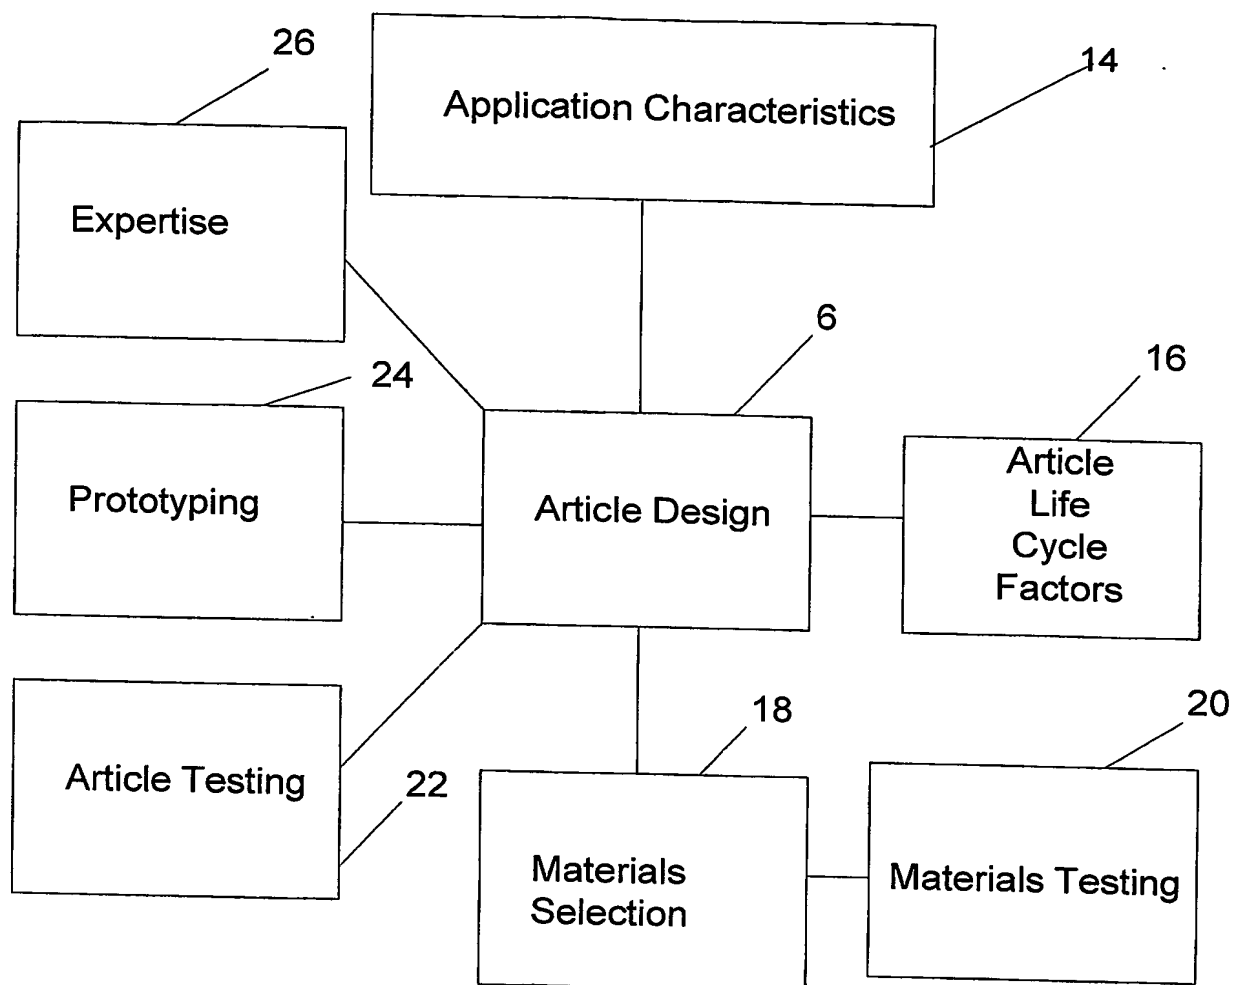 26
14
Application Characteristics
Expertise
6
24
16
Prototyping
Article Design
Article
Life
Cycle
Factors
18
20
Article Testing
22
Materials
Selection
Materials Testing